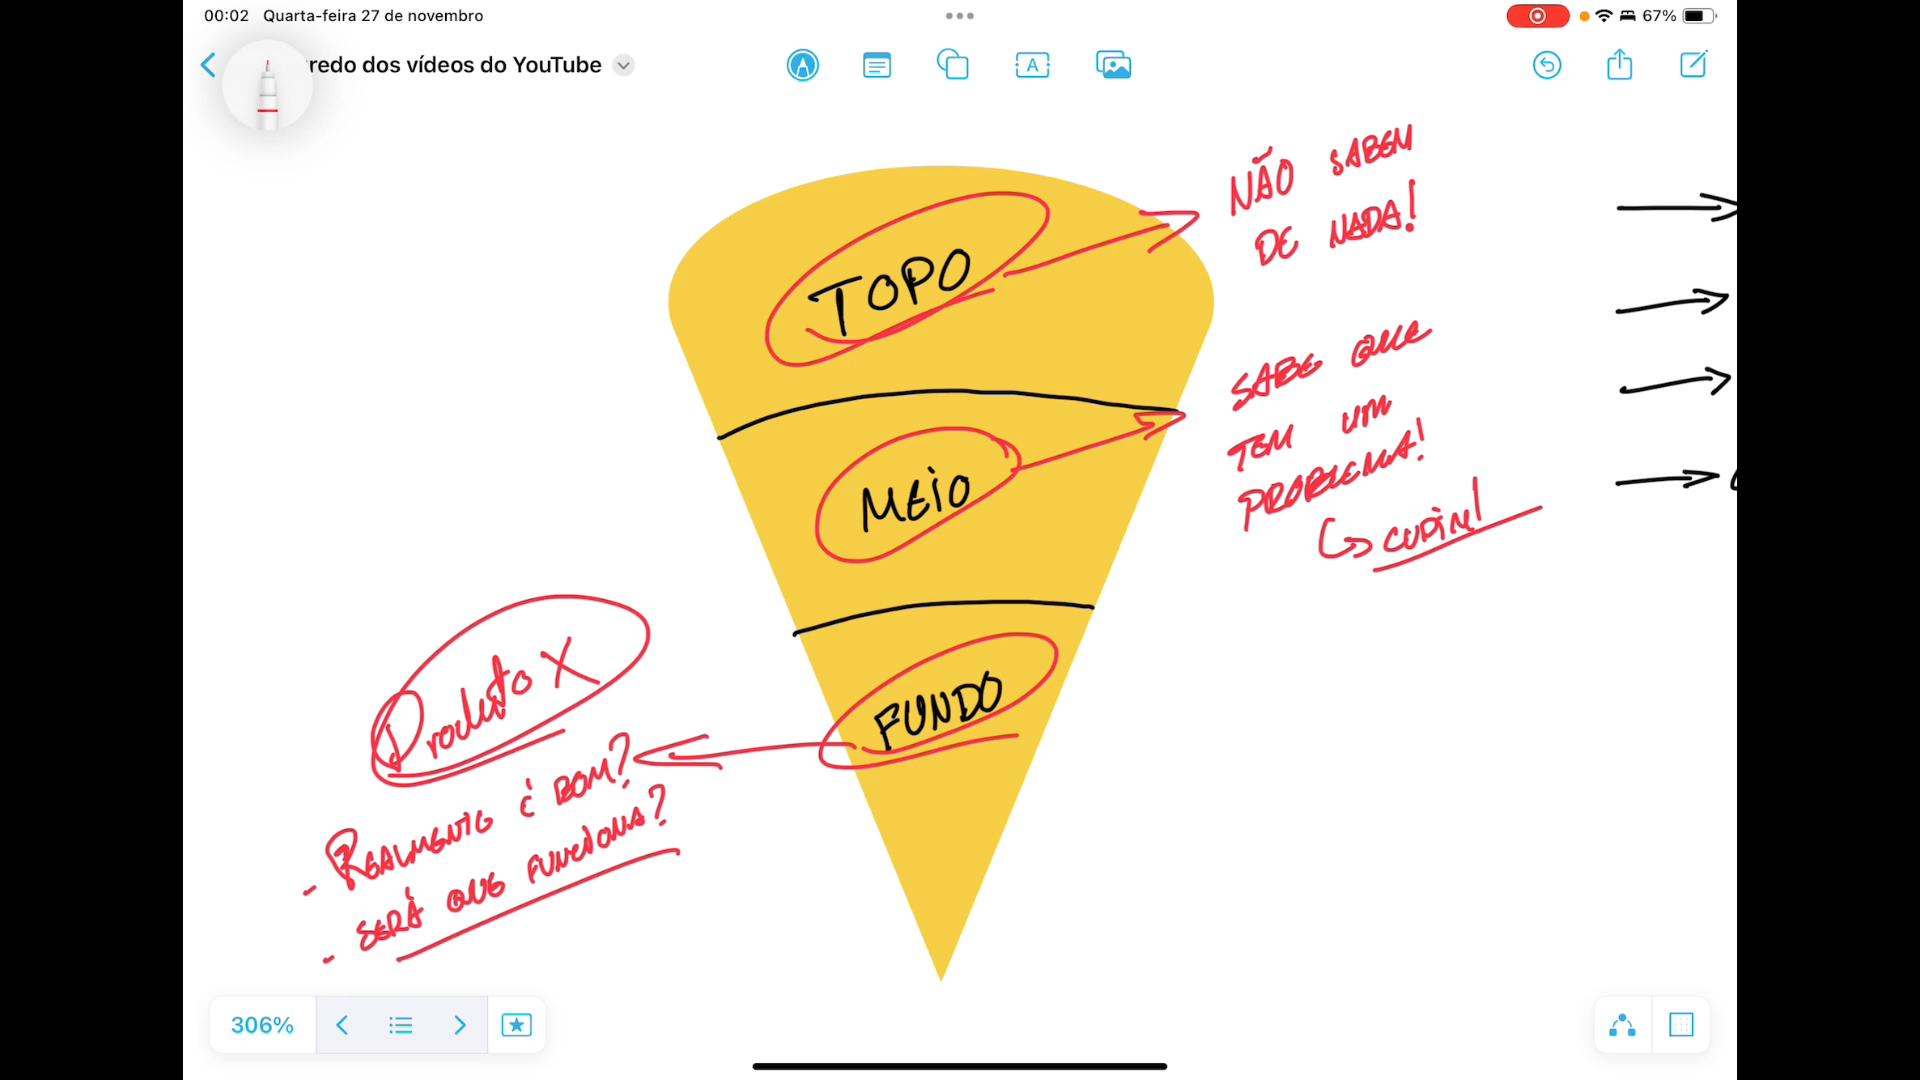 00:02 Quarta-feira 27 de novembro
67%
redo dos vídeos do YouTube
A
TOPO
NÃO SABEM
DE NADA!
MEIO
SABE QUE
TEM UM
PROBLEMA!
CUPIM!
FUNDO
Produto X
- REALMENTE É BOM?
- SERÁ QUE FUNCIONA?
306%